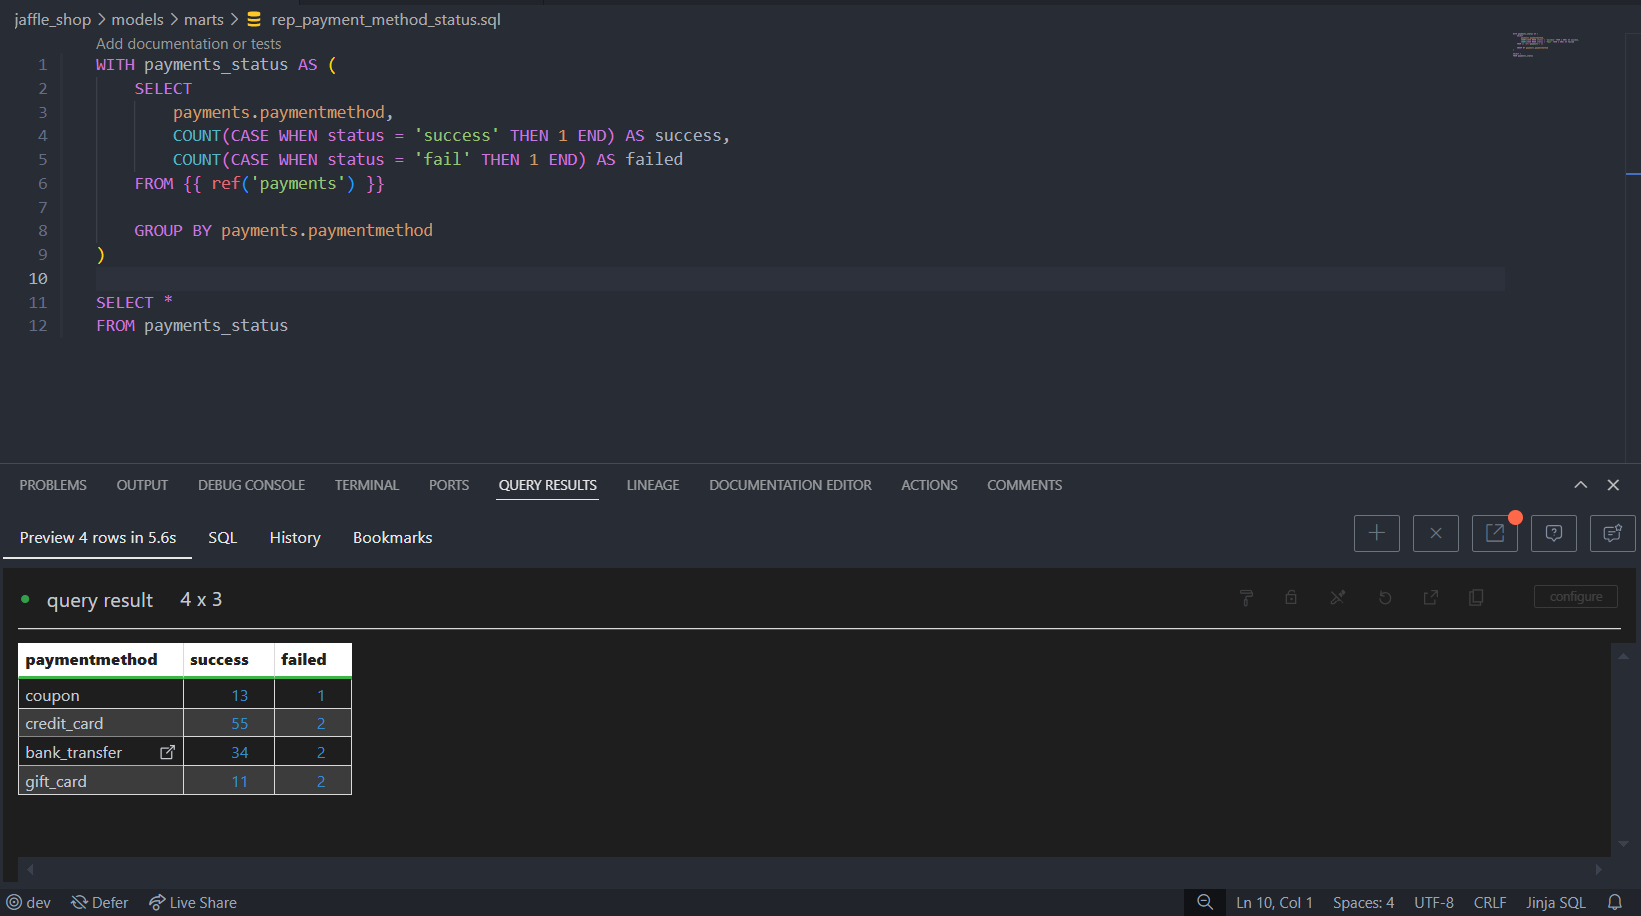 jaffle_shop > models > marts > rep_payment_method_status.sql
Add documentation or tests
1 WITH payments_status AS (
2 SELECT
3 payments.paymentmethod,
4 COUNT(CASE WHEN status = 'success' THEN 1 END) AS success,
5 COUNT(CASE WHEN status = 'fail' THEN 1 END) AS failed
6 FROM {{ ref('payments') }}
7
8 GROUP BY payments.paymentmethod
9 )
10
11 SELECT *
12 FROM payments_status
PROBLEMS OUTPUT DEBUG CONSOLE TERMINAL PORTS QUERY RESULTS LINEAGE DOCUMENTATION EDITOR ACTIONS COMMENTS
Preview 4 rows in 5.6s SQL History Bookmarks
query result 4 x 3 configure
paymentmethod success failed
coupon 13 1
credit_card 55 2
bank_transfer 34 2
gift_card 11 2
dev Defer Live Share Ln 10, Col 1 Spaces: 4 UTF-8 CRLF Jinja SQL